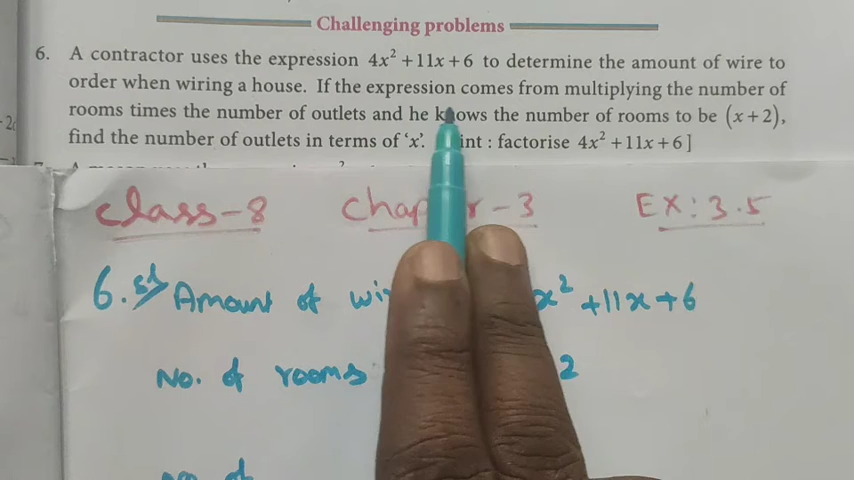 Challenging problems
6. A contractor uses the expression 4x² + 11x + 6 to determine the amount of wire to
order when wiring a house. If the expression comes from multiplying the number of
rooms times the number of outlets and he knows the number of rooms to be (x + 2),
find the number of outlets in terms of ‘x’. int : factorise 4x² + 11x + 6 ]
class-8 Chap r - 3 EX: 3.5
6. Amount of wi x² + 11x + 6
No. of rooms 2